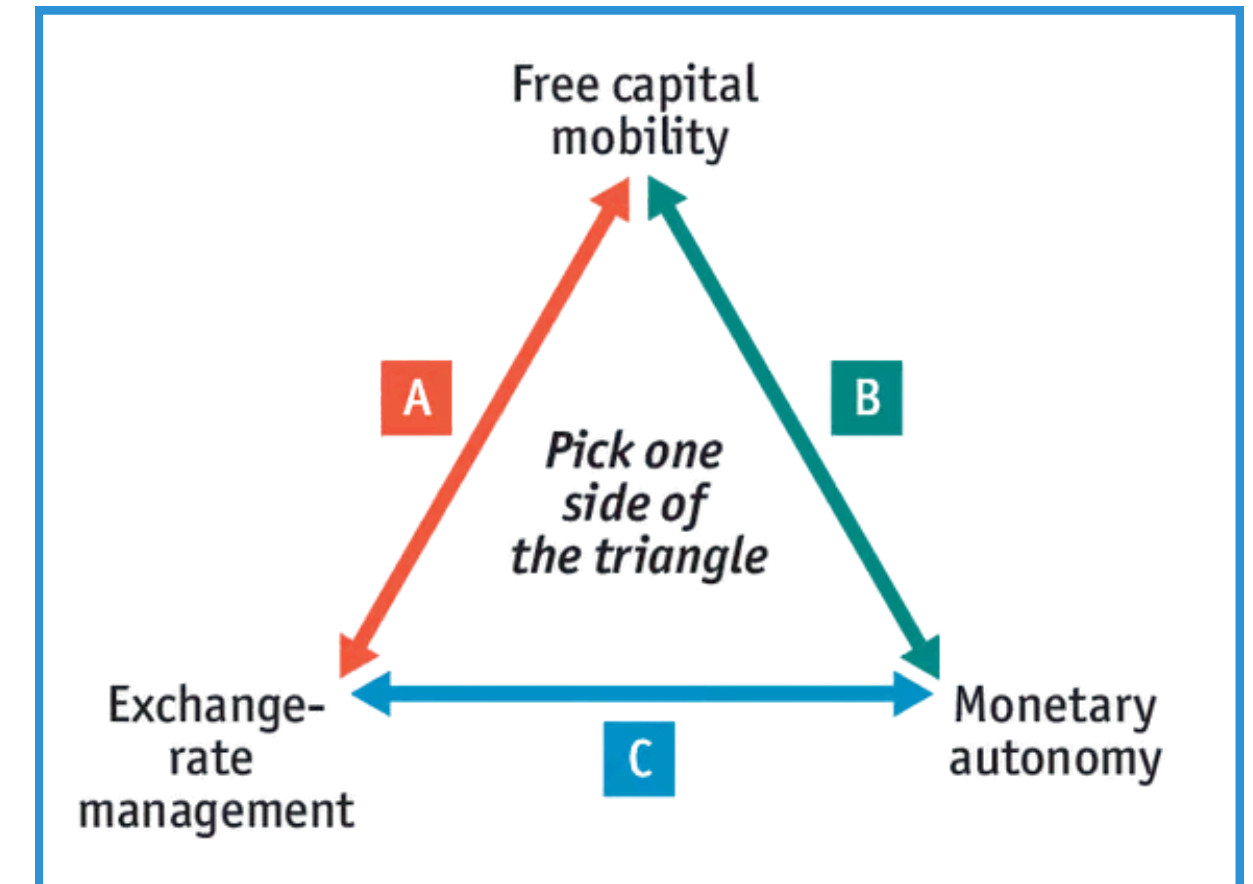 Free capital
mobility
A
B
Pick one
side of
the triangle
Exchange-
rate
management
C
Monetary
autonomy